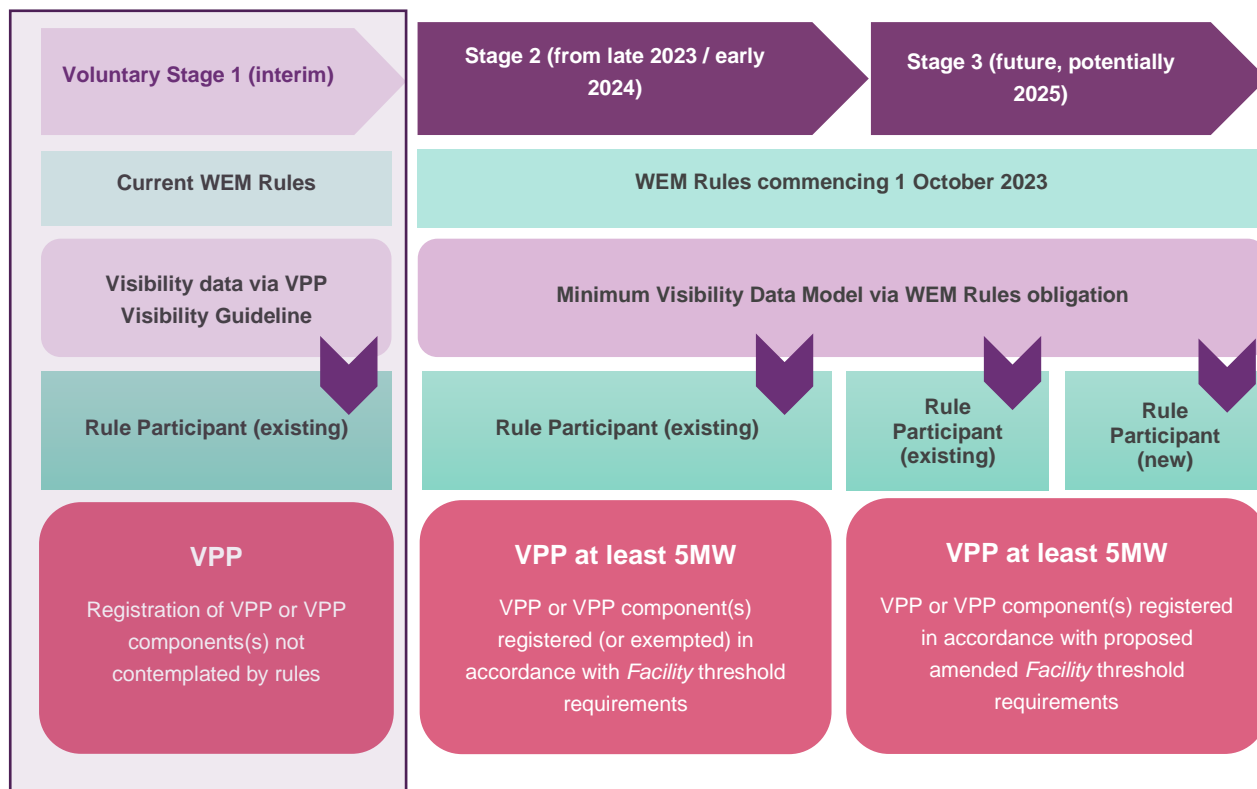 Voluntary Stage 1 (interim)
Stage 2 (from late 2023 / early
2024)
Stage 3 (future, potentially
2025)
Current WEM Rules
WEM Rules commencing 1 October 2023
Visibility data via VPP
Visibility Guideline
Minimum Visibility Data Model via WEM Rules obligation
Rule Participant (existing)
Rule Participant (existing)
Rule
Participant
(existing)
Rule
Participant
(new)
VPP
Registration of VPP or VPP
components(s) not
contemplated by rules
VPP at least 5MW
VPP or VPP component(s)
registered (or exempted) in
accordance with Facility threshold
requirements
VPP at least 5MW
VPP or VPP component(s) registered
in accordance with proposed
amended Facility threshold
requirements